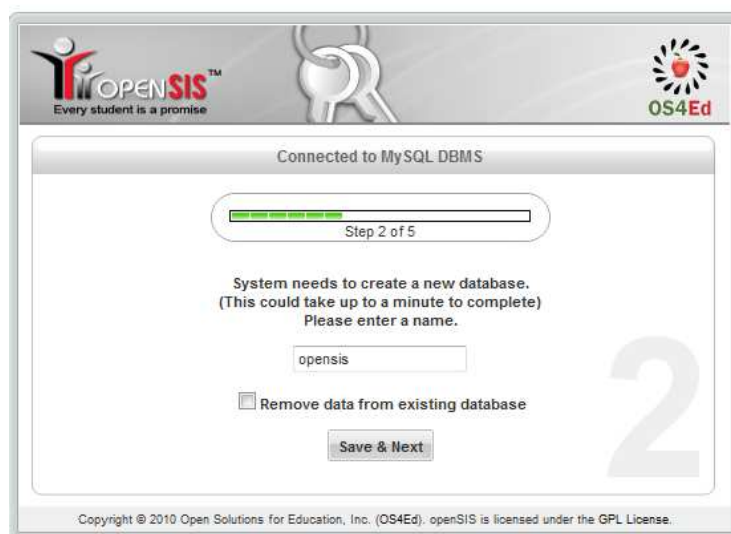 OPENSIS™
Every student is a promise
OS4Ed
Connected to MySQL DBMS
Step 2 of 5
System needs to create a new database.
(This could take up to a minute to complete)
Please enter a name.
opensis
Remove data from existing database
Save & Next
2
Copyright © 2010 Open Solutions for Education, Inc. (OS4Ed). openSIS is licensed under the GPL License.